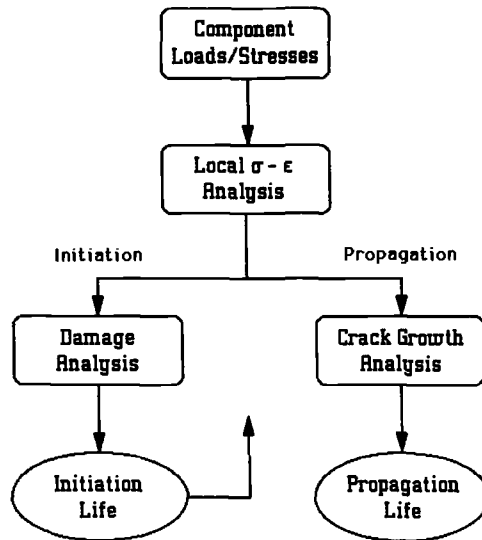 Component
Loads/Stresses
Local σ - ε
Analysis
Initiation
Propagation
Damage
Analysis
Crack Growth
Analysis
Initiation
Life
Propagation
Life